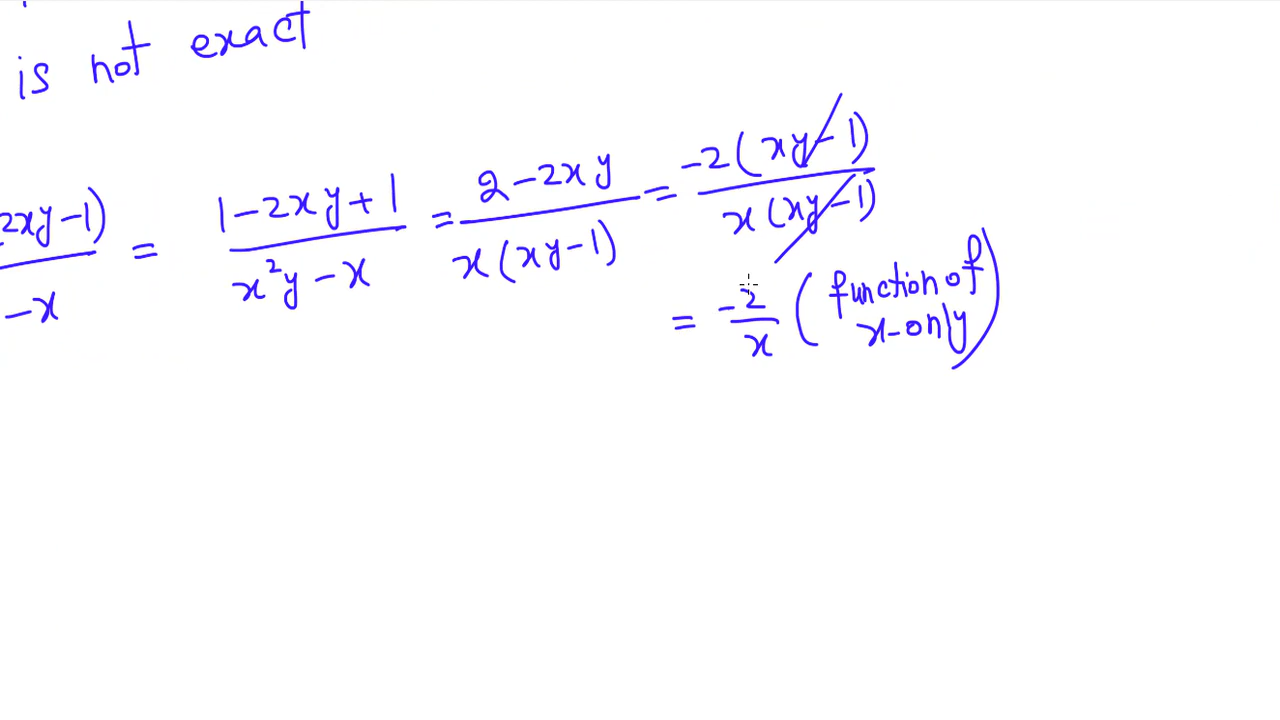 is not exact
2xy-1)/-x = (1-2xy+1)/(x²y-x) = (2-2xy)/(x(xy-1)) = -2(xy-1)/(x(xy-1))
= -2/x (function of x-only)